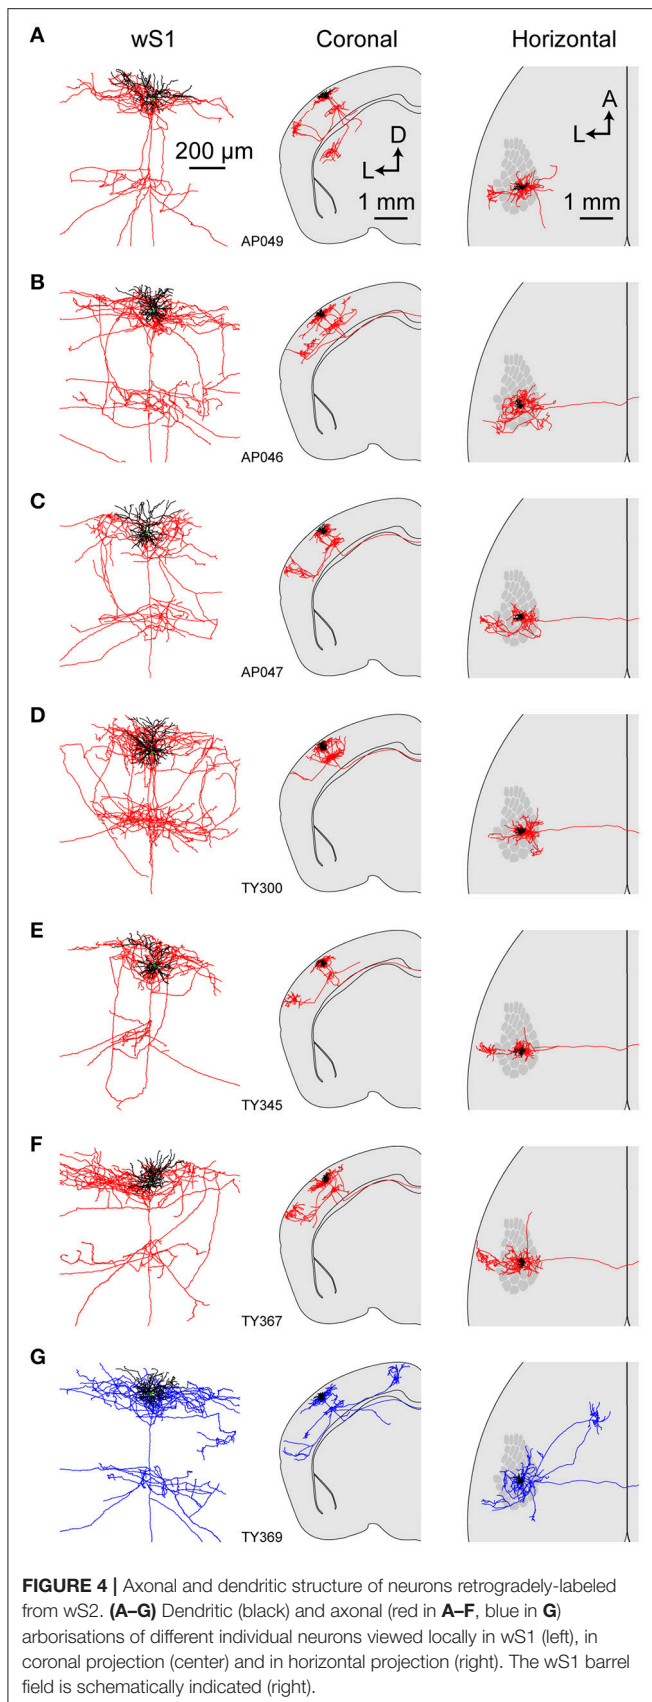 A wS1 Coronal Horizontal
200 μm
D
L
1 mm
A
L
1 mm
AP049
B
AP046
C
AP047
D
TY300
E
TY345
F
TY367
G
TY369
FIGURE 4 | Axonal and dendritic structure of neurons retrogradely-labeled
from wS2. (A–G) Dendritic (black) and axonal (red in A–F, blue in G)
arborisations of different individual neurons viewed locally in wS1 (left), in
coronal projection (center) and in horizontal projection (right). The wS1 barrel
field is schematically indicated (right).